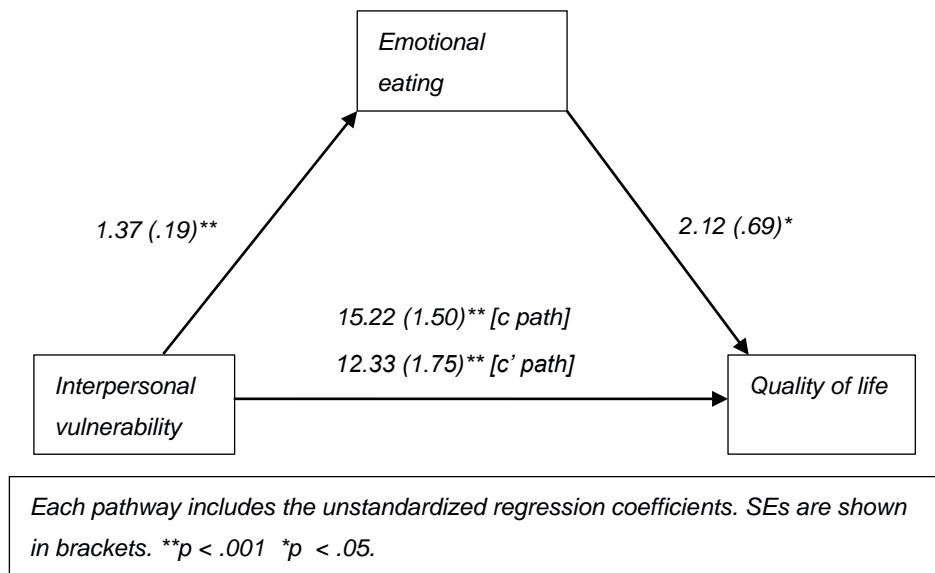 Emotional
eating
1.37 (.19)**
2.12 (.69)*
15.22 (1.50)** [c path]
12.33 (1.75)** [c’ path]
Interpersonal
vulnerability
Quality of life
Each pathway includes the unstandardized regression coefficients. SEs are shown
in brackets. **p < .001 *p < .05.